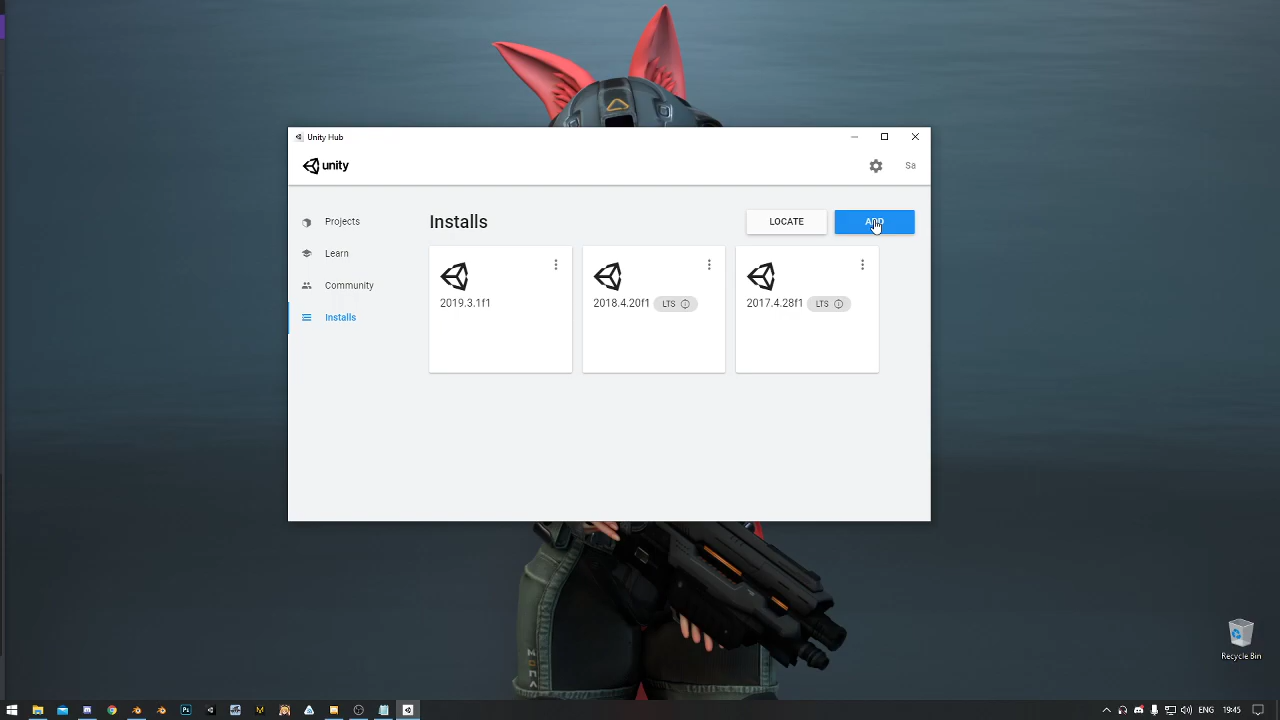 Unity Hub
unity
Sa
Projects
Learn
Community
Installs
Installs
LOCATE
ADD
2019.3.1f1
2018.4.20f1 LTS
2017.4.28f1 LTS
Recycle Bin
ENG
19:45